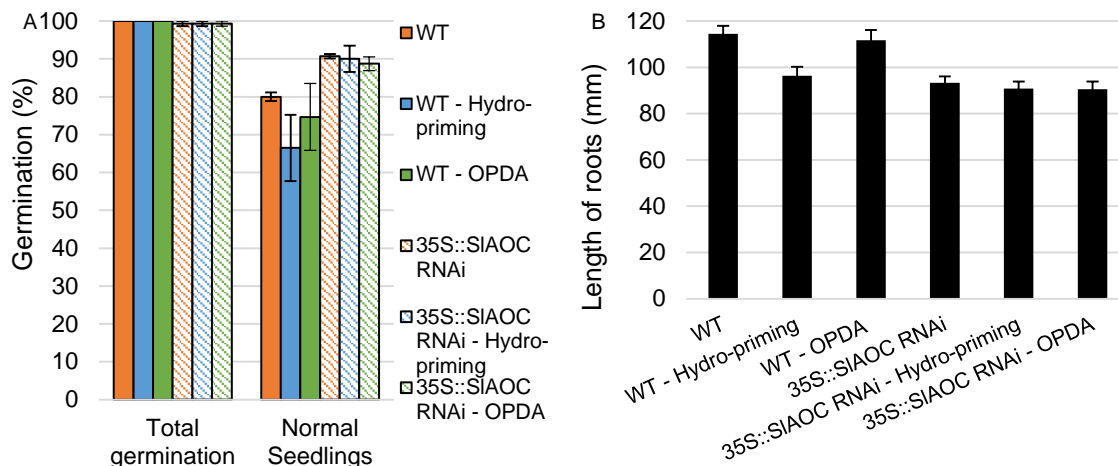 A
Germination (%)
100
90
80
70
60
50
40
30
20
10
0
Total
germination
Normal
Seedlings
WT
WT - Hydro-
priming
WT - OPDA
35S::SlAOC
RNAi
35S::SlAOC
RNAi - Hydro-
priming
35S::SlAOC
RNAi - OPDA
B
Length of roots (mm)
120
100
80
60
40
20
0
WT
WT - Hydro-priming
WT - OPDA
35S::SlAOC RNAi
35S::SlAOC RNAi - Hydro-priming
35S::SlAOC RNAi - OPDA